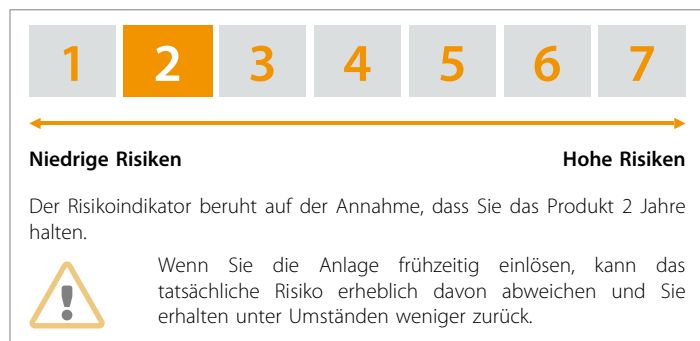 1 2 3 4 5 6 7
Niedrige Risiken Hohe Risiken
Der Risikoindikator beruht auf der Annahme, dass Sie das Produkt 2 Jahre
halten.
Wenn Sie die Anlage frühzeitig einlösen, kann das
tatsächliche Risiko erheblich davon abweichen und Sie
erhalten unter Umständen weniger zurück.